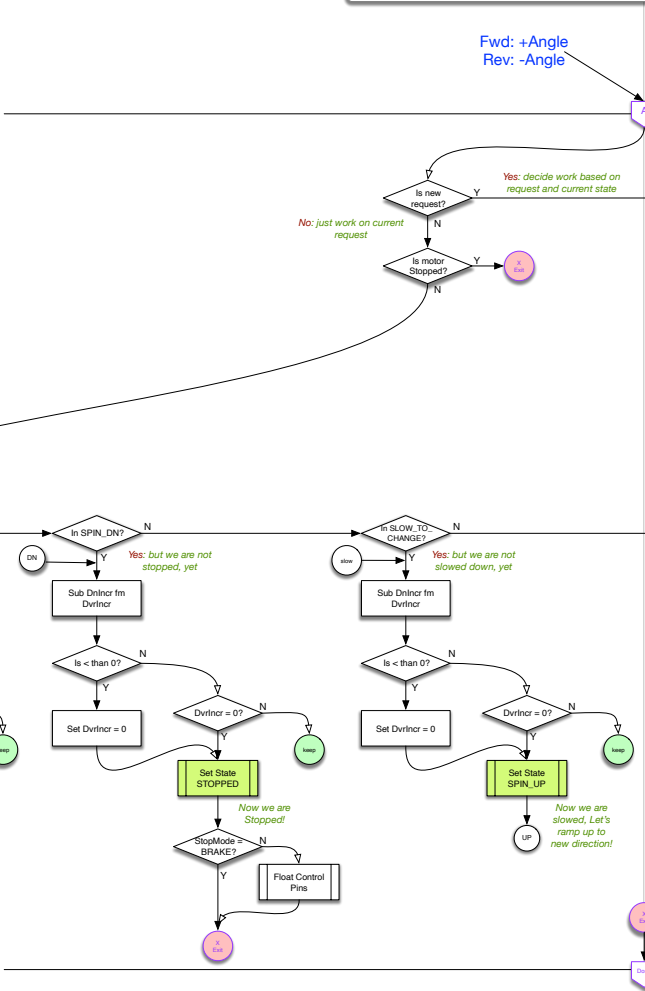 Fwd: +Angle
Rev: -Angle
A
Is new
request?
Y
Yes: decide work based on
request and current state
No: just work on current
request
N
Is motor
Stopped?
Y
X
Exit
N
In SPIN_DN?
N
DN
Y
Yes: but we are not
stopped, yet
Sub DnIncr fm
DvrIncr
Is < than 0?
N
Y
Set DvrIncr = 0
DvrIncr = 0?
N
Y
keep
Set State
STOPPED
Now we are
Stopped!
StopMode =
BRAKE?
N
Y
Float Control
Pins
X
Exit
In SLOW_TO_
CHANGE?
N
slow
Y
Yes: but we are not
slowed down, yet
Sub DnIncr fm
DvrIncr
Is < than 0?
N
Y
Set DvrIncr = 0
DvrIncr = 0?
N
Y
keep
Set State
SPIN_UP
UP
Now we are
slowed, Let's
ramp up to
new direction!